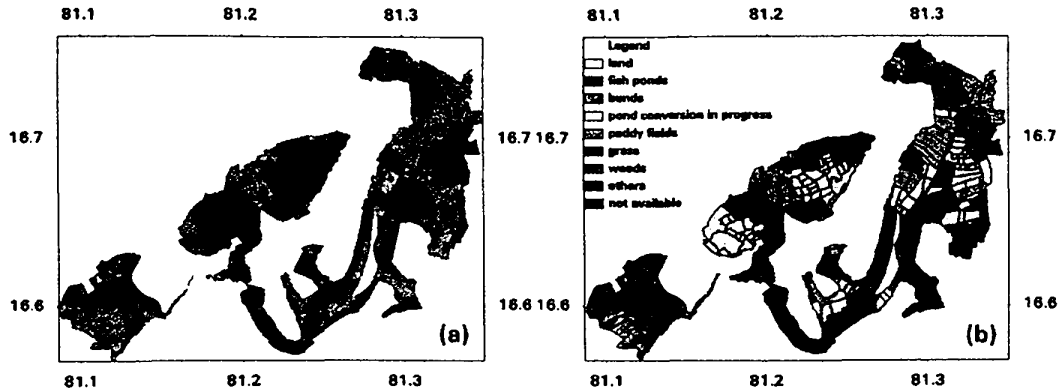 81.1 81.2 81.3 81.1 81.2 81.3
Legend
land
fish ponds
bunds
pond conversion in progress
paddy fields
grass
weeds
others
not available
16.7 16.7 16.7 16.7
16.6 16.6 16.6 16.6
(a) (b)
81.1 81.2 81.3 81.1 81.2 81.3